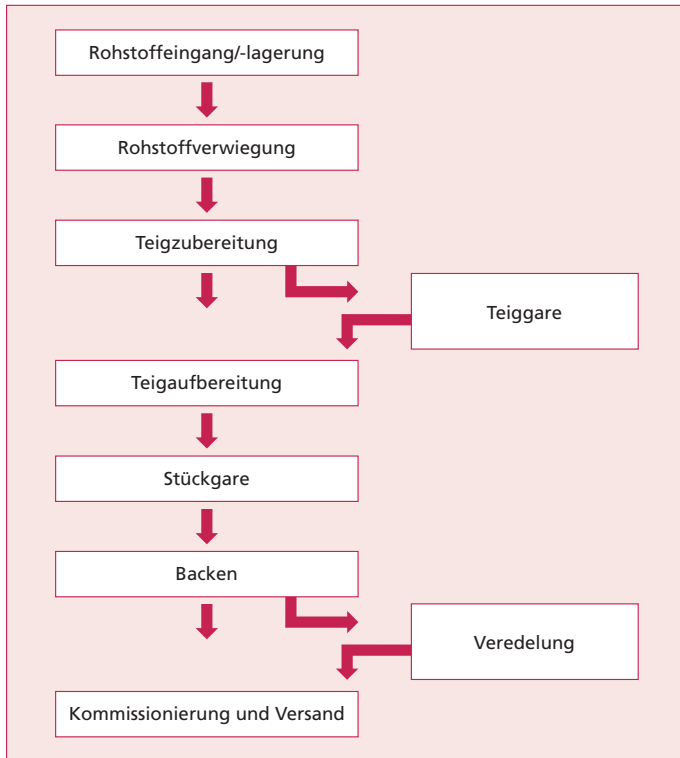 Rohstoffeingang/-lagerung
Rohstoffverwiegung
Teigzubereitung
Teiggare
Teigaufbereitung
Stückgare
Backen
Veredelung
Kommissionierung und Versand